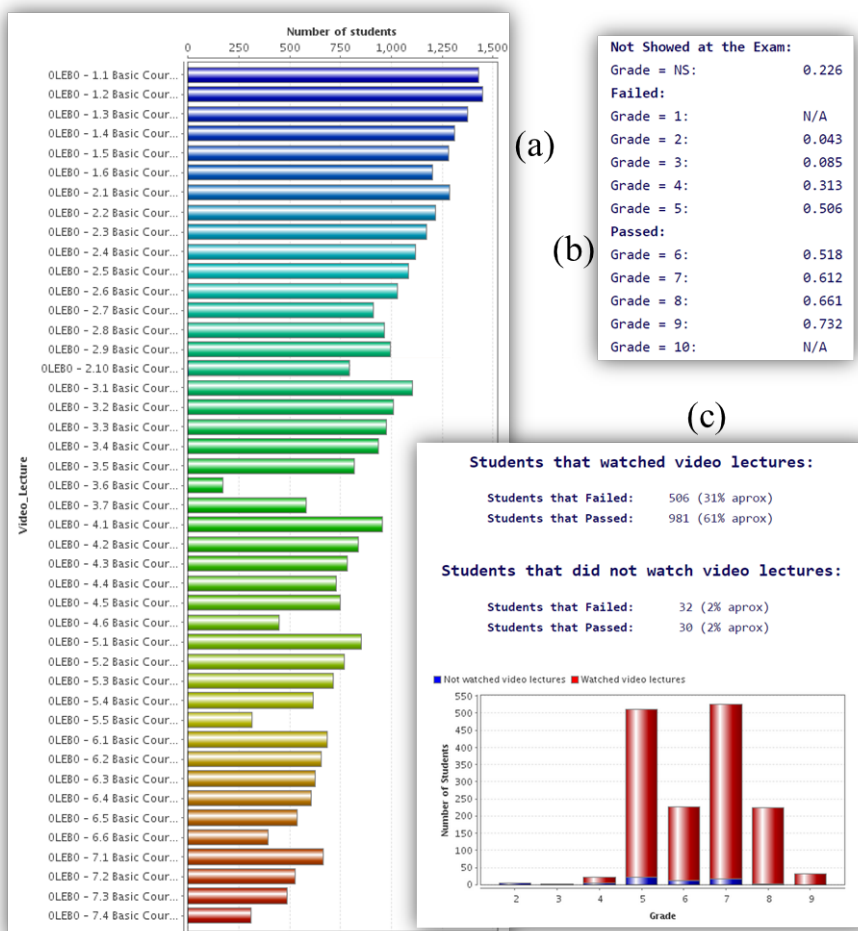 Number of students
0 250 500 750 1,000 1,250 1,500
Video_Lecture
0LEB0 - 1.1 Basic Cour...
0LEB0 - 1.2 Basic Cour...
0LEB0 - 1.3 Basic Cour...
0LEB0 - 1.4 Basic Cour...
0LEB0 - 1.5 Basic Cour...
0LEB0 - 1.6 Basic Cour...
0LEB0 - 2.1 Basic Cour...
0LEB0 - 2.2 Basic Cour...
0LEB0 - 2.3 Basic Cour...
0LEB0 - 2.4 Basic Cour...
0LEB0 - 2.5 Basic Cour...
0LEB0 - 2.6 Basic Cour...
0LEB0 - 2.7 Basic Cour...
0LEB0 - 2.8 Basic Cour...
0LEB0 - 2.9 Basic Cour...
0LEB0 - 2.10 Basic Cour...
0LEB0 - 3.1 Basic Cour...
0LEB0 - 3.2 Basic Cour...
0LEB0 - 3.3 Basic Cour...
0LEB0 - 3.4 Basic Cour...
0LEB0 - 3.5 Basic Cour...
0LEB0 - 3.6 Basic Cour...
0LEB0 - 3.7 Basic Cour...
0LEB0 - 4.1 Basic Cour...
0LEB0 - 4.2 Basic Cour...
0LEB0 - 4.3 Basic Cour...
0LEB0 - 4.4 Basic Cour...
0LEB0 - 4.5 Basic Cour...
0LEB0 - 4.6 Basic Cour...
0LEB0 - 5.1 Basic Cour...
0LEB0 - 5.2 Basic Cour...
0LEB0 - 5.3 Basic Cour...
0LEB0 - 5.4 Basic Cour...
0LEB0 - 5.5 Basic Cour...
0LEB0 - 6.1 Basic Cour...
0LEB0 - 6.2 Basic Cour...
0LEB0 - 6.3 Basic Cour...
0LEB0 - 6.4 Basic Cour...
0LEB0 - 6.5 Basic Cour...
0LEB0 - 6.6 Basic Cour...
0LEB0 - 7.1 Basic Cour...
0LEB0 - 7.2 Basic Cour...
0LEB0 - 7.3 Basic Cour...
0LEB0 - 7.4 Basic Cour...
(a)
(b)
Not Showed at the Exam:
Grade = NS: 0.226
Failed:
Grade = 1: N/A
Grade = 2: 0.043
Grade = 3: 0.085
Grade = 4: 0.313
Grade = 5: 0.506
Passed:
Grade = 6: 0.518
Grade = 7: 0.612
Grade = 8: 0.661
Grade = 9: 0.732
Grade = 10: N/A
(c)
Students that watched video lectures:
Students that Failed: 506 (31% aprox)
Students that Passed: 981 (61% aprox)
Students that did not watch video lectures:
Students that Failed: 32 (2% aprox)
Students that Passed: 30 (2% aprox)
Not watched video lectures Watched video lectures
Number of Students
550
500
450
400
350
300
250
200
150
100
50
0
2 3 4 5 6 7 8 9
Grade